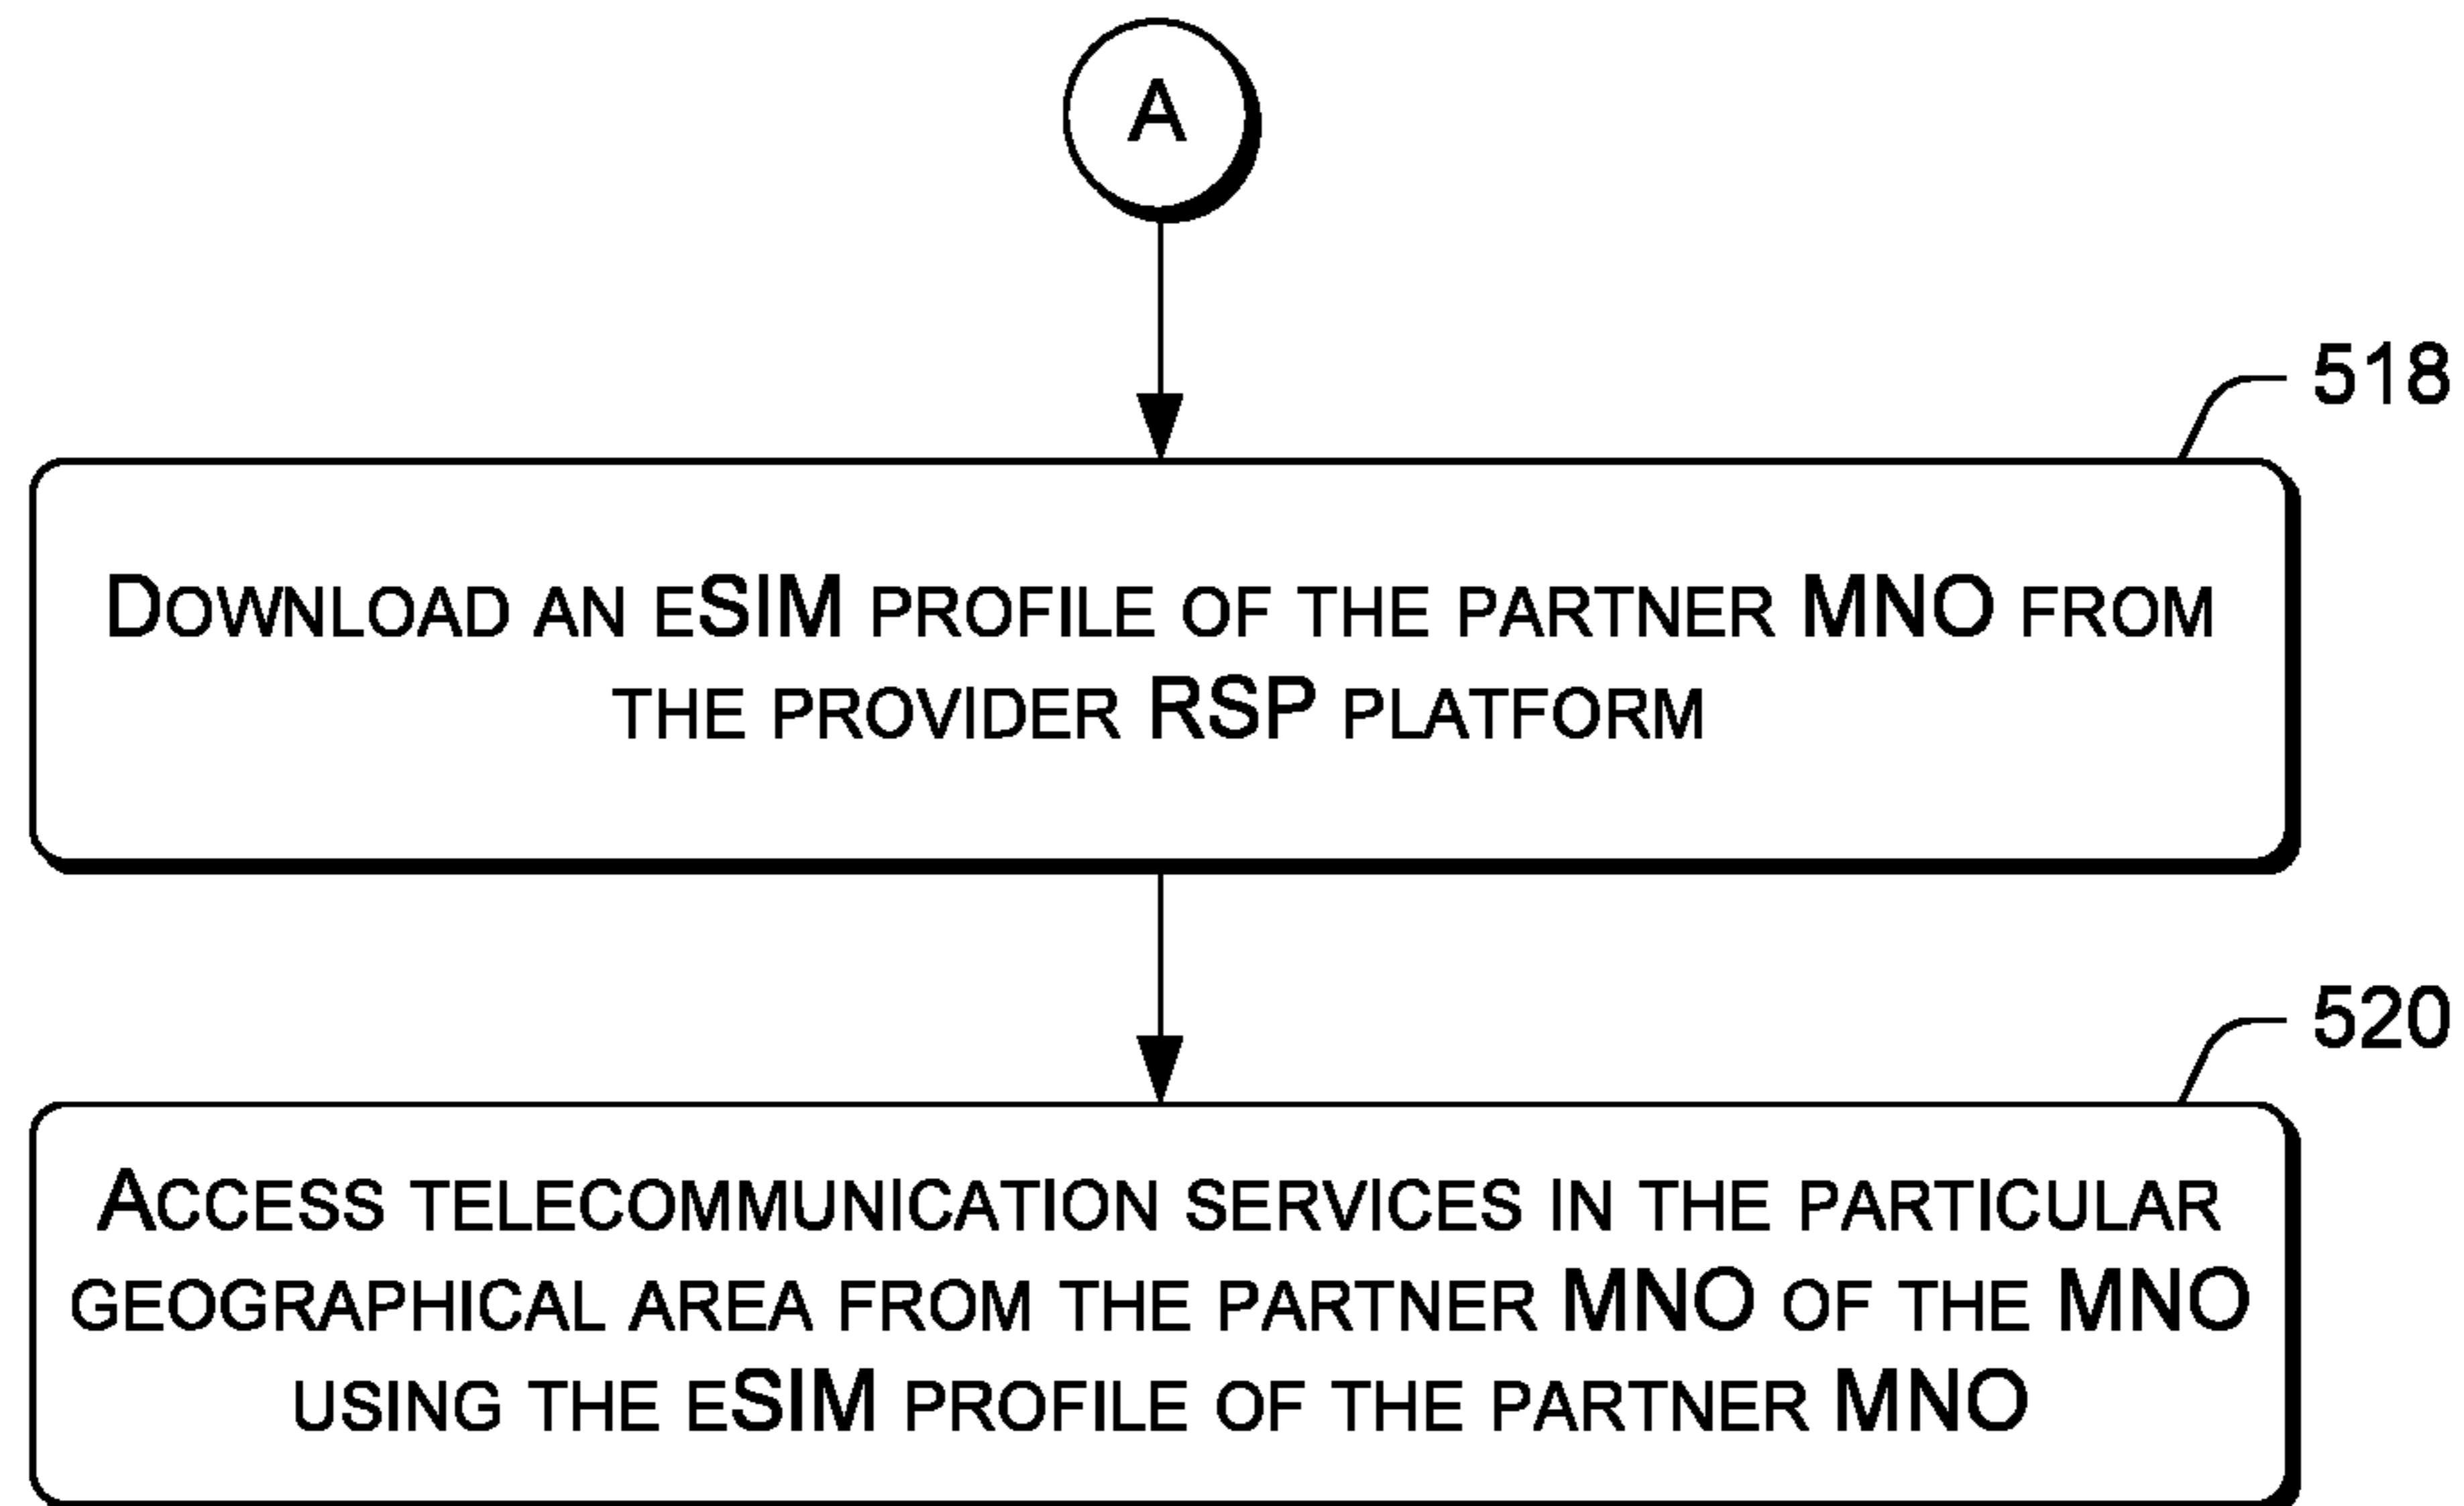 A
518
DOWNLOAD AN eSIM PROFILE OF THE PARTNER MNO FROM
THE PROVIDER RSP PLATFORM
520
ACCESS TELECOMMUNICATION SERVICES IN THE PARTICULAR
GEOGRAPHICAL AREA FROM THE PARTNER MNO OF THE MNO
USING THE eSIM PROFILE OF THE PARTNER MNO